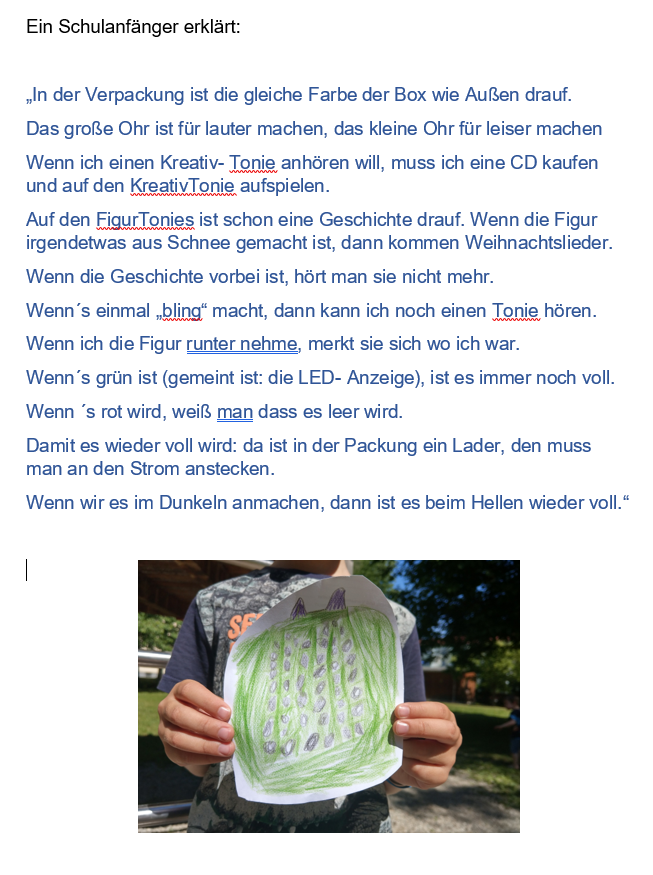 Ein Schulanfänger erklärt:
„In der Verpackung ist die gleiche Farbe der Box wie Außen drauf.
Das große Ohr ist für lauter machen, das kleine Ohr für leiser machen
Wenn ich einen Kreativ- Tonie anhören will, muss ich eine CD kaufen
und auf den KreativTonie aufspielen.
Auf den FigurTonies ist schon eine Geschichte drauf. Wenn die Figur
irgendetwas aus Schnee gemacht ist, dann kommen Weihnachtslieder.
Wenn die Geschichte vorbei ist, hört man sie nicht mehr.
Wenn´s einmal „bling“ macht, dann kann ich noch einen Tonie hören.
Wenn ich die Figur runter nehme, merkt sie sich wo ich war.
Wenn´s grün ist (gemeint ist: die LED- Anzeige), ist es immer noch voll.
Wenn ´s rot wird, weiß man dass es leer wird.
Damit es wieder voll wird: da ist in der Packung ein Lader, den muss
man an den Strom anstecken.
Wenn wir es im Dunkeln anmachen, dann ist es beim Hellen wieder voll.“